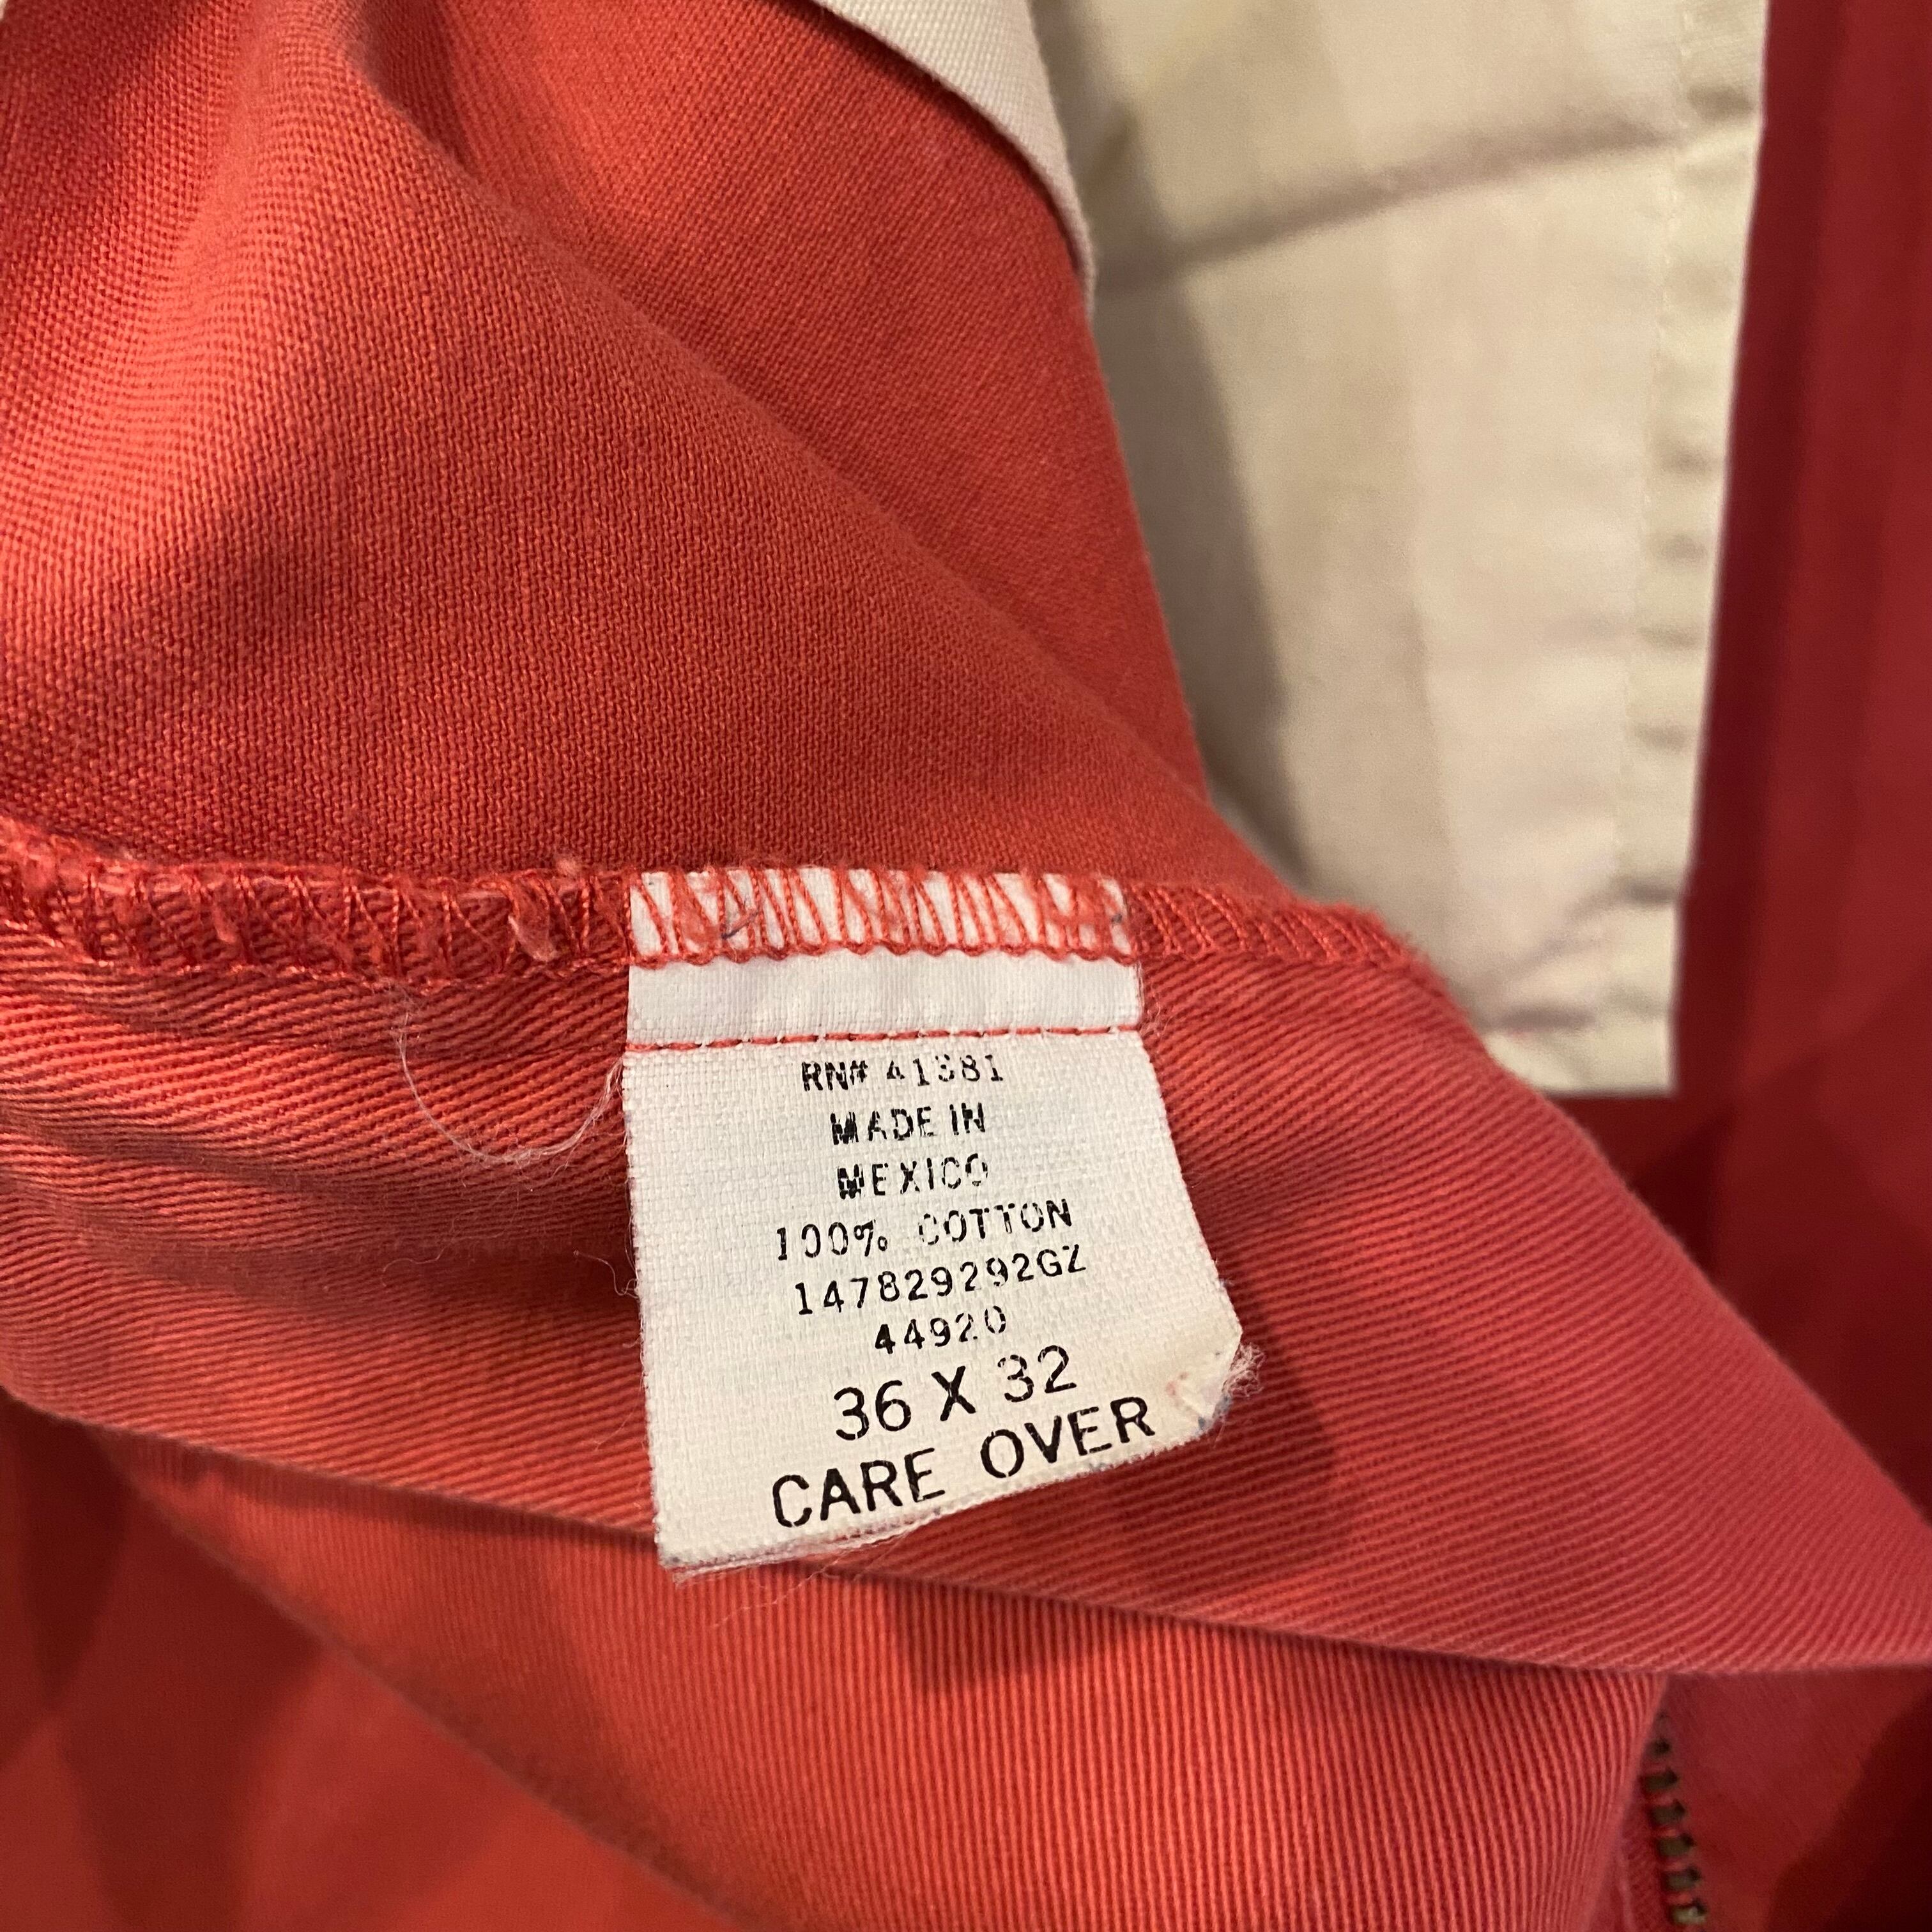 RN# 41381
MADE IN
MEXICO
100% COTTON
147829292GZ
44920
36 X 32
CARE OVER